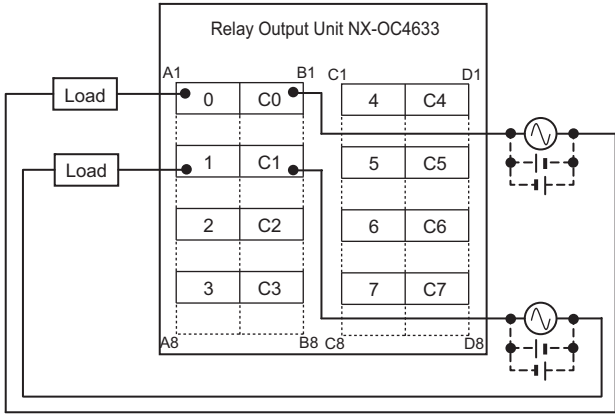 Relay Output Unit NX-OC4633
A1 B1 C1 D1
Load 0 C0 4 C4
Load 1 C1 5 C5
2 C2 6 C6
3 C3 7 C7
A8 B8 C8 D8